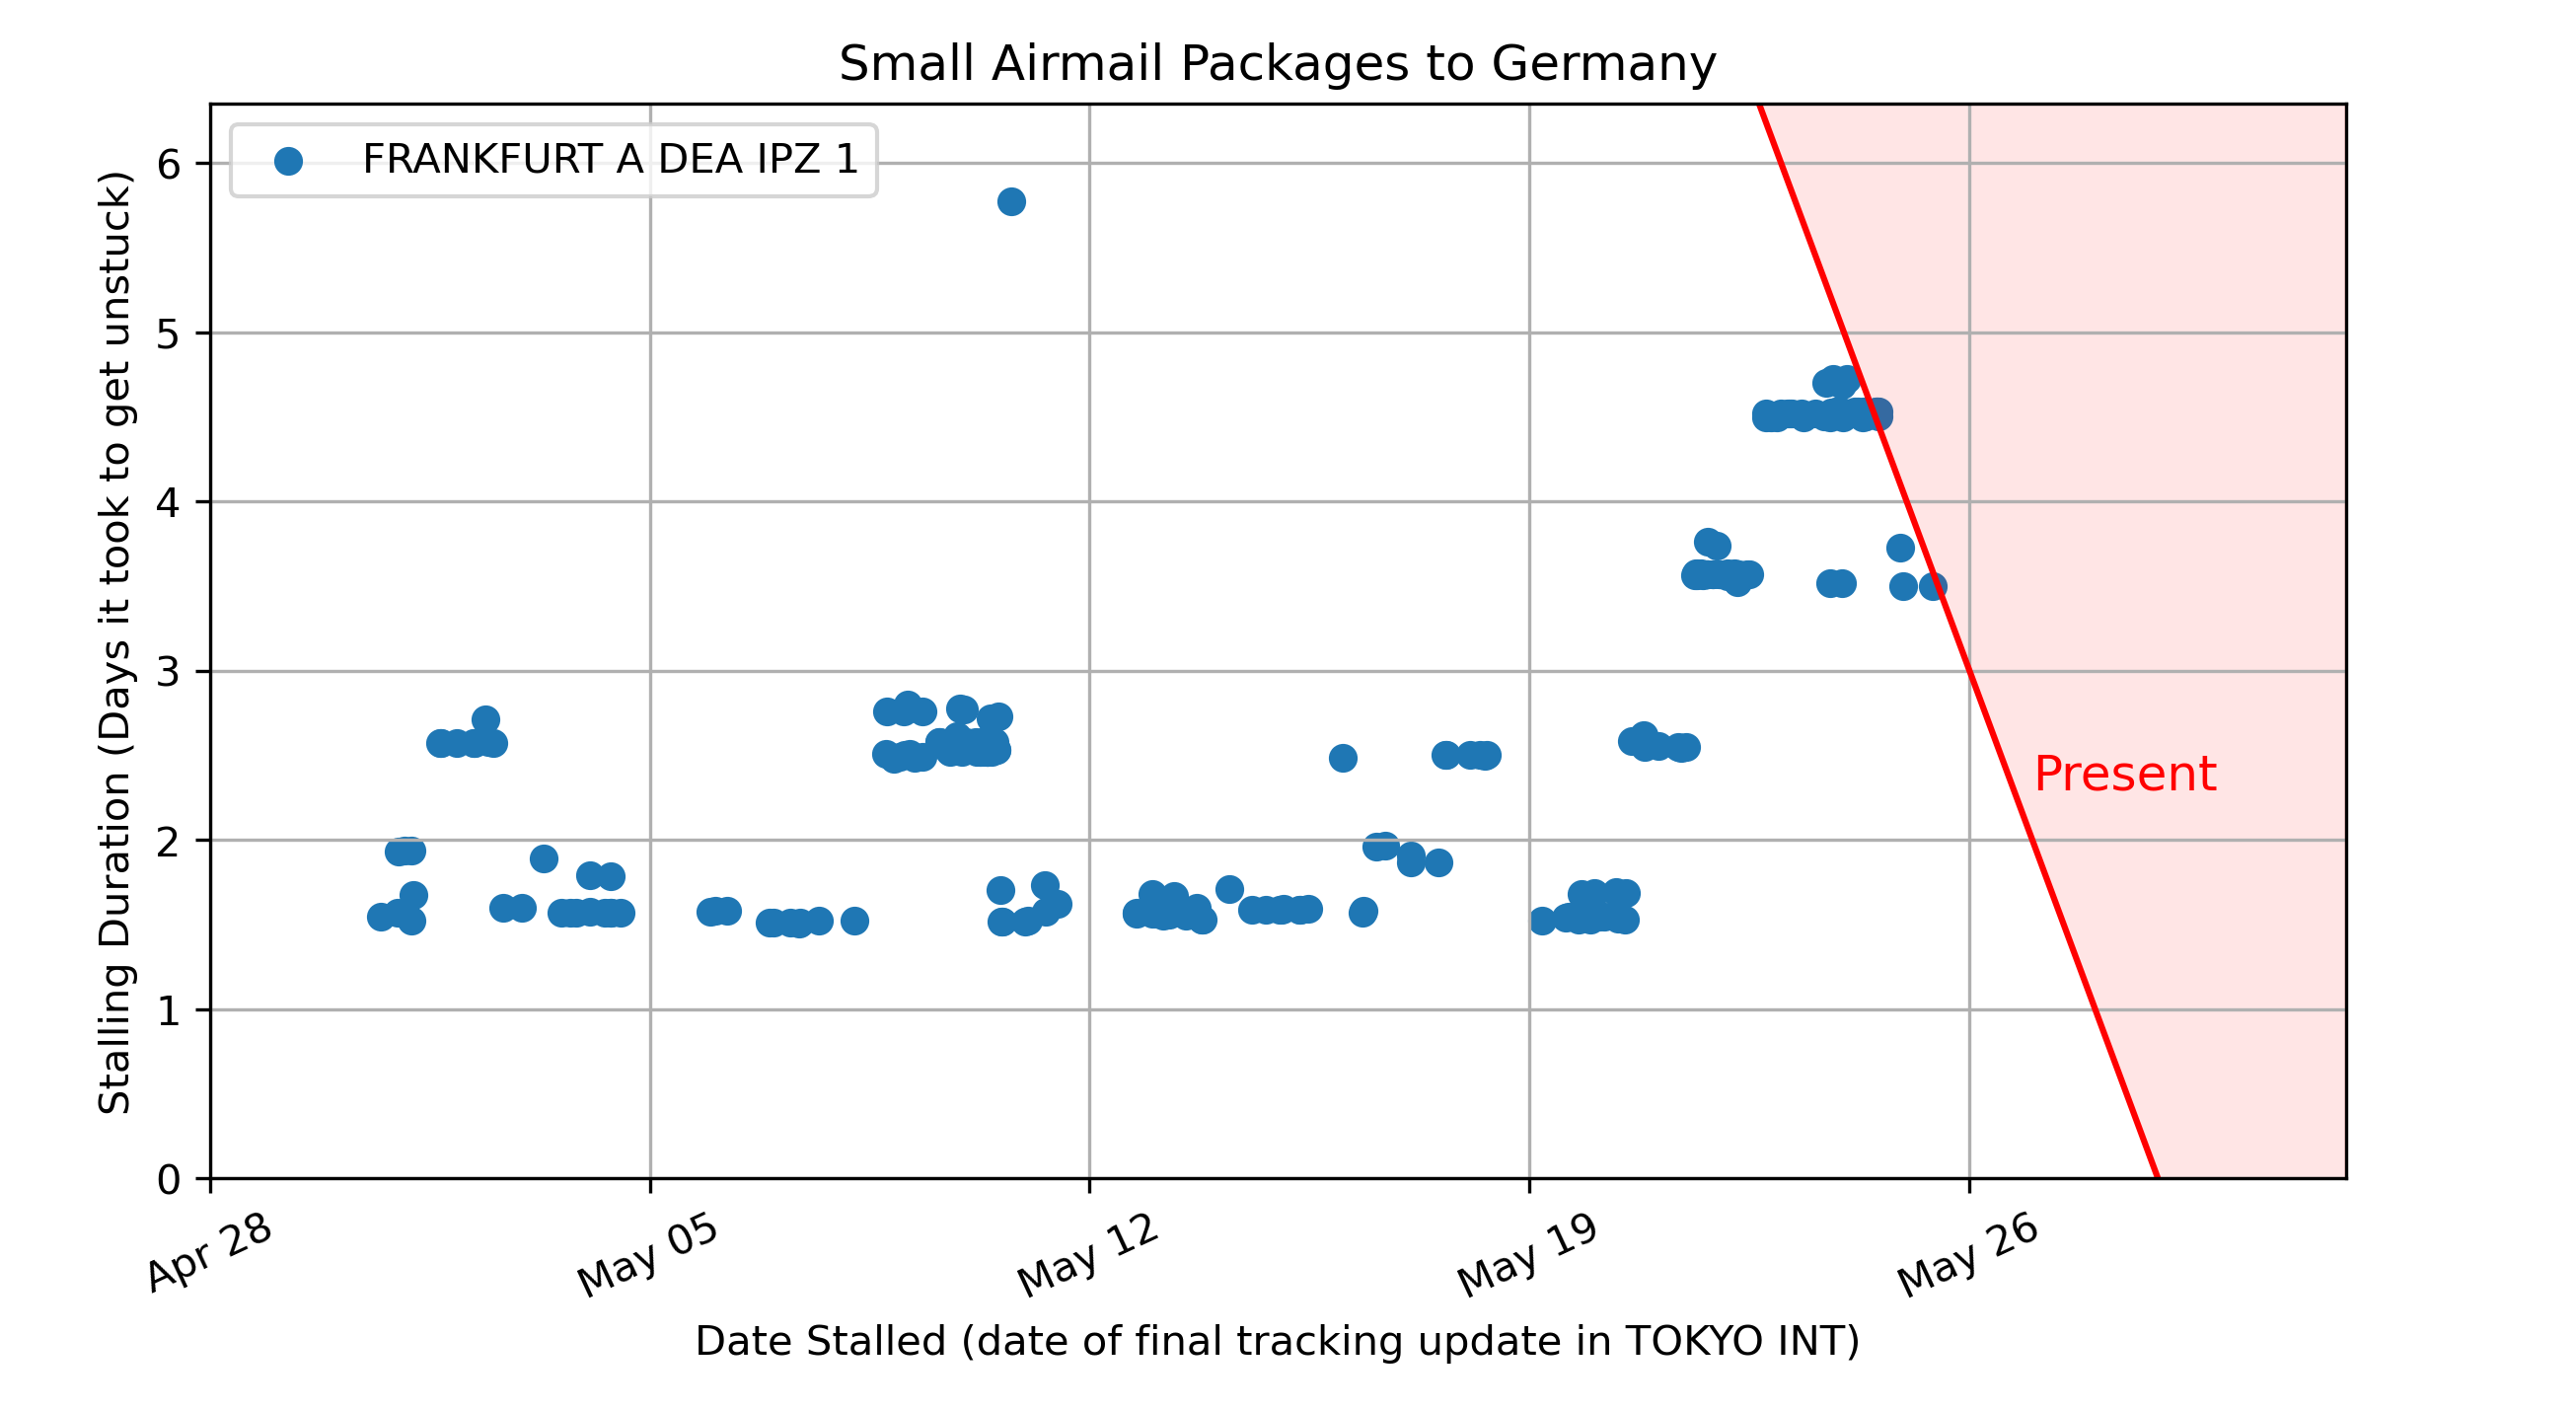 Small Airmail Packages to Germany
FRANKFURT A DEA IPZ 1
Stalling Duration (Days it took to get unstuck)
6
5
4
3
2
1
0
Present
Apr 28
May 05
May 12
May 19
May 26
Date Stalled (date of final tracking update in TOKYO INT)